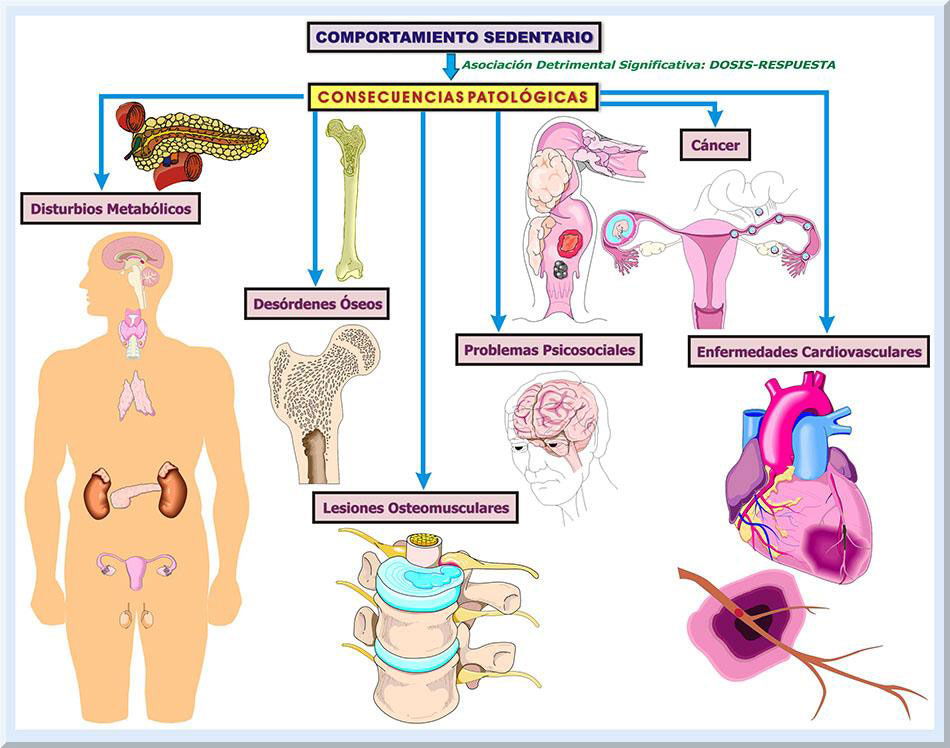 COMPORTAMIENTO SEDENTARIO
Asociación Detrimental Significativa: DOSIS-RESPUESTA
CONSECUENCIAS PATOLÓGICAS
Cáncer
Disturbios Metabólicos
Desórdenes Óseos
Problemas Psicosociales
Enfermedades Cardiovasculares
Lesiones Osteomusculares